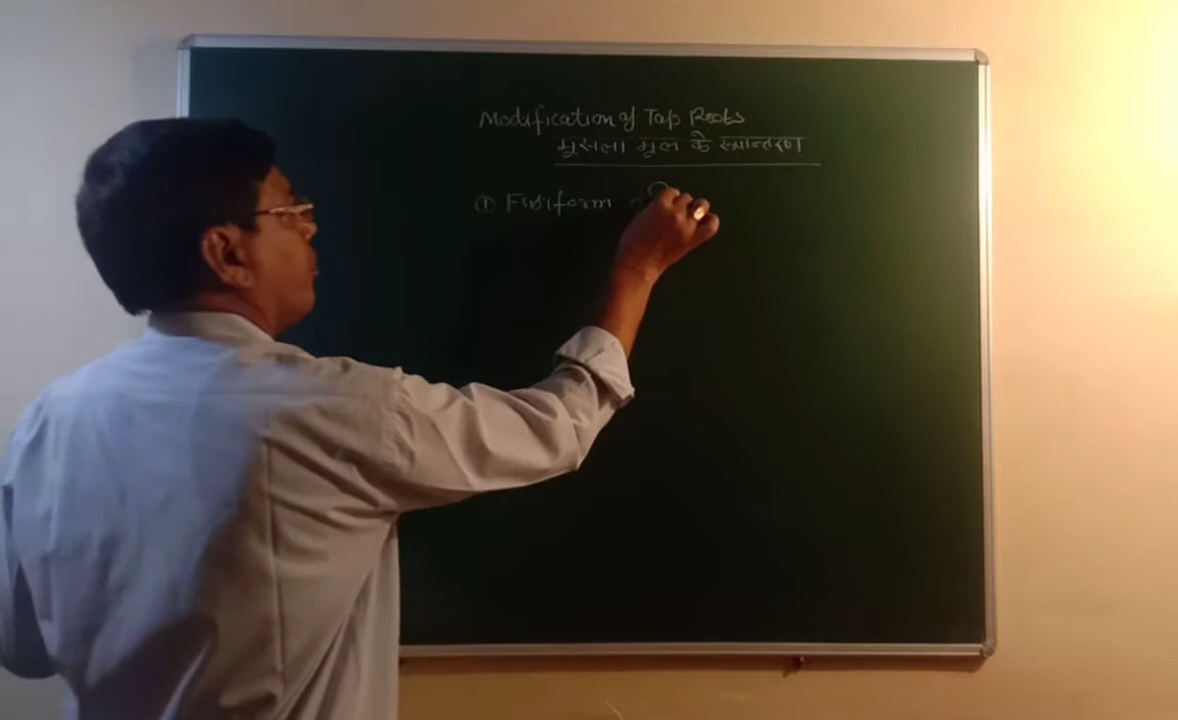 Modification of Tap Roots
मूसला मूल के रूपान्तरण
① Fusiform